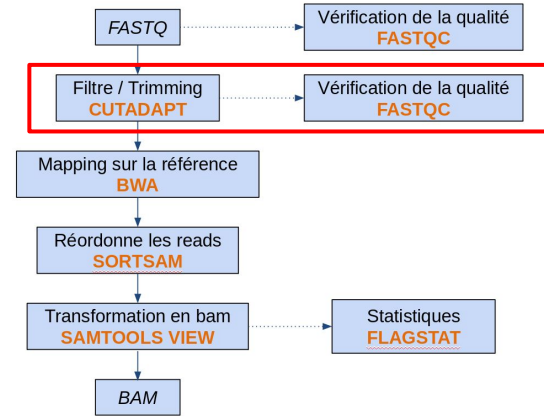 FASTQ
Vérification de la qualité
FASTQC
Filtre / Trimming
CUTADAPT
Vérification de la qualité
FASTQC
Mapping sur la référence
BWA
Réordonne les reads
SORTSAM
Transformation en bam
SAMTOOLS VIEW
Statistiques
FLAGSTAT
BAM